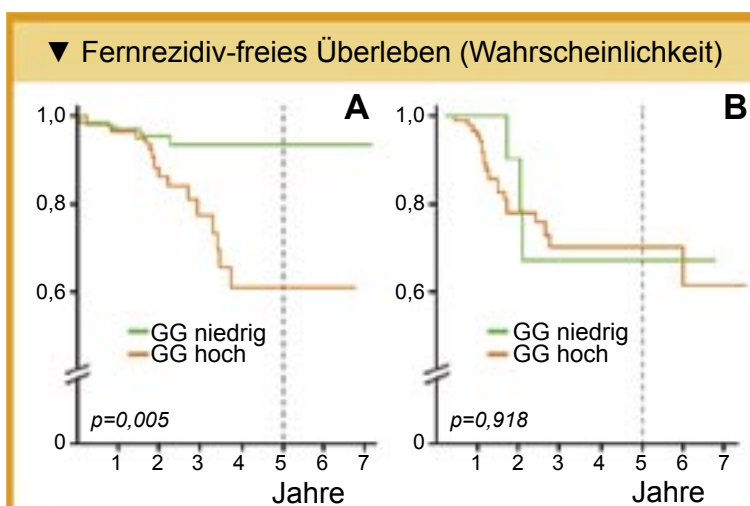 ▼ Fernrezidiv-freies Überleben (Wahrscheinlichkeit)
A
1,0
0,8
0,6
0
GG niedrig
GG hoch
p=0,005
1 2 3 4 5 6 7
Jahre
B
1,0
0,8
0,6
0
GG niedrig
GG hoch
p=0,918
1 2 3 4 5 6 7
Jahre